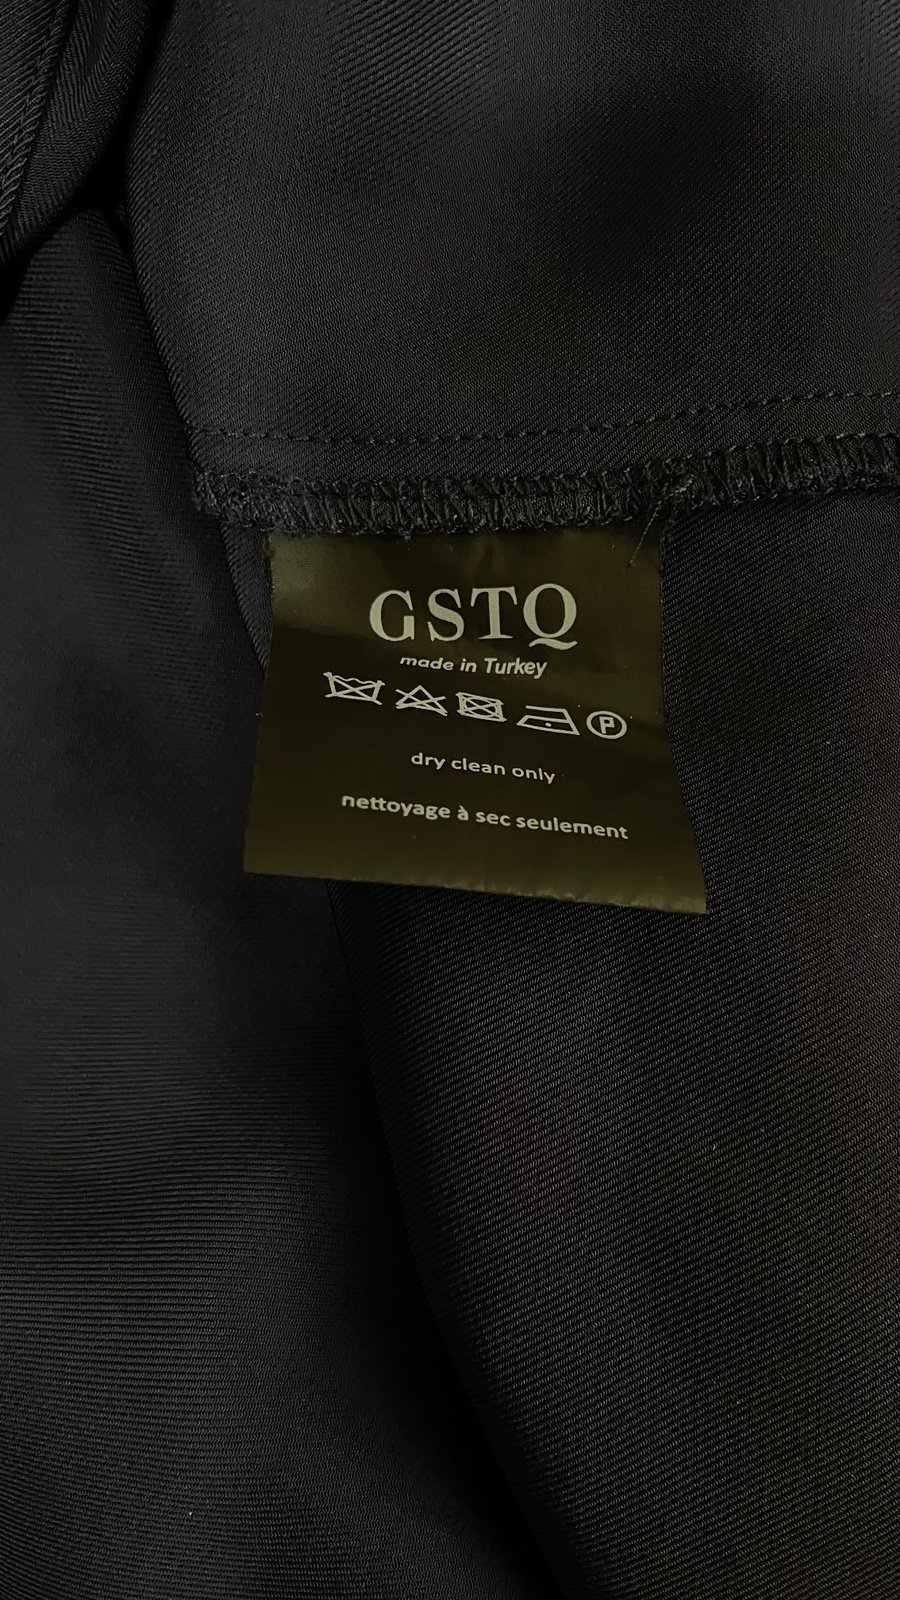 GSTQ
made in Turkey
P
dry clean only
nettoyage à sec seulement